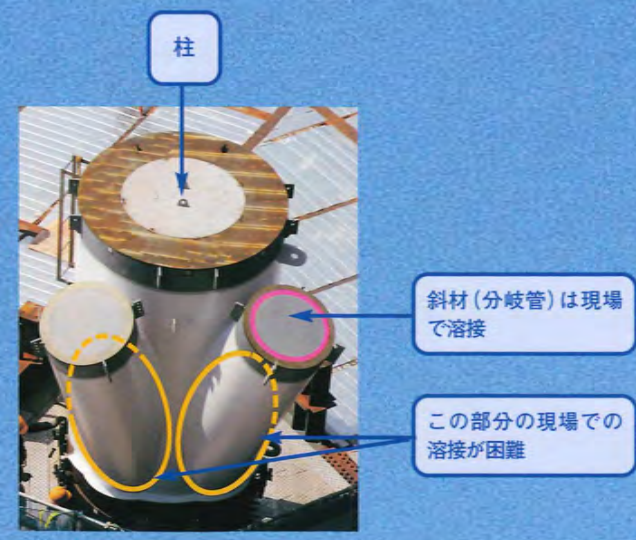 柱
斜材(分岐管)は現場
で溶接
この部分の現場での
溶接が困難